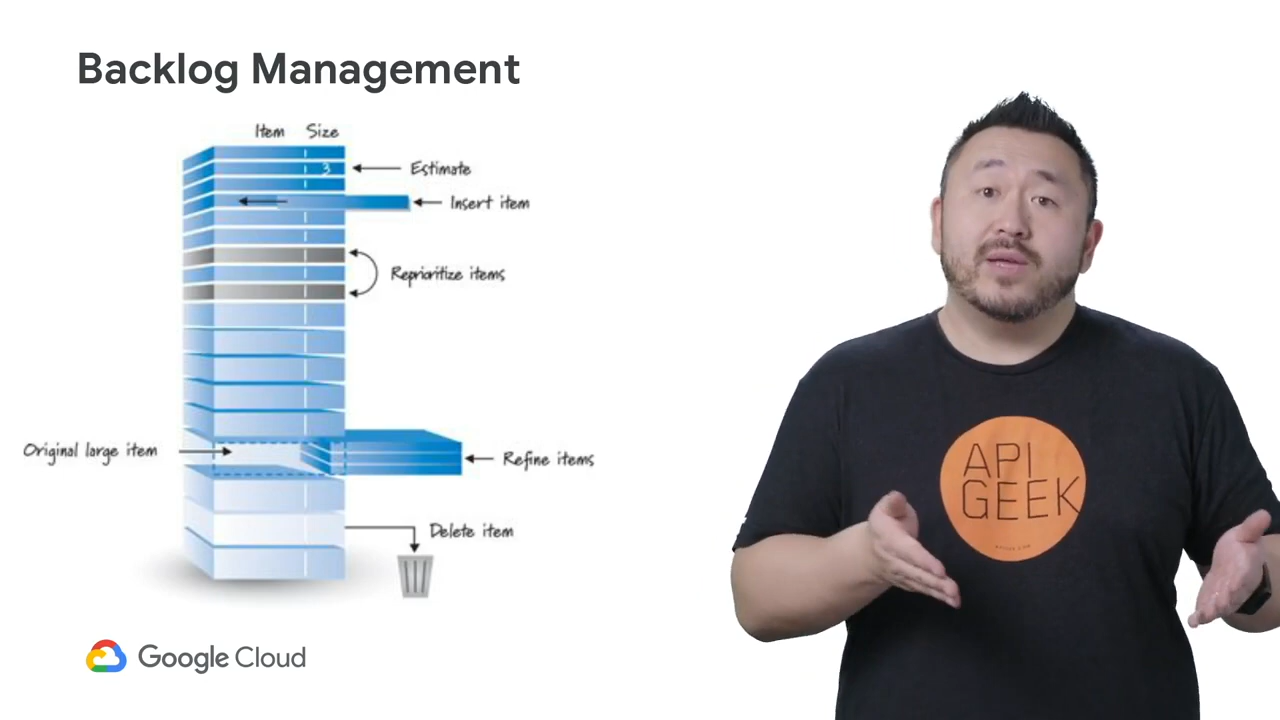 Backlog Management
Item Size
3
Estimate
Insert item
Reprioritize items
Original large item
Refine items
Delete item
API
GEEK
Google Cloud